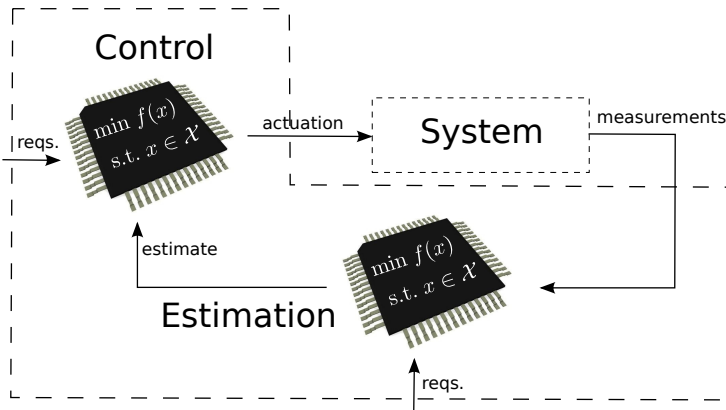 Control
min f(x)
s.t. x ∈ 𝒳
reqs.
actuation
System
measurements
estimate
min f(x)
s.t. x ∈ 𝒳
Estimation
reqs.